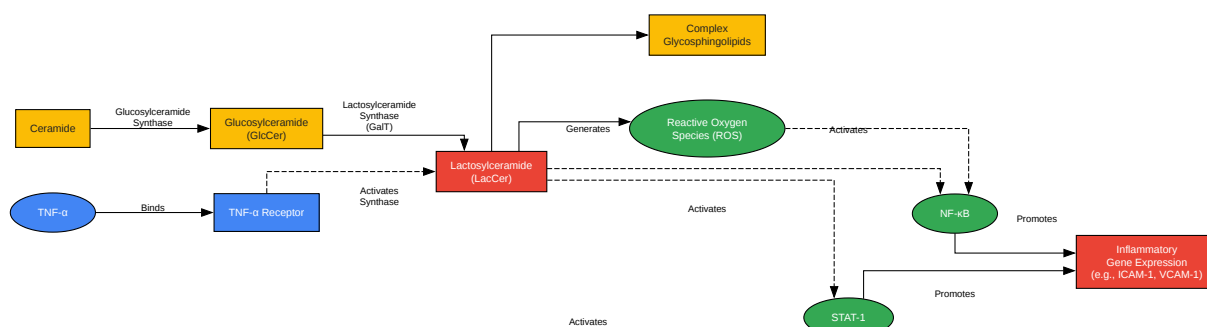 Complex
Glycosphingolipids
Ceramide
Glucosylceramide
Synthase
Glucosylceramide
(GlcCer)
Lactosylceramide
Synthase
(GalT)
Generates
Reactive Oxygen
Species (ROS)
Activates
Lactosylceramide
(LacCer)
TNF-α
Binds
TNF-α Receptor
Activates
Synthase
Activates
NF-κB
Promotes
Inflammatory
Gene Expression
(e.g., ICAM-1, VCAM-1)
Promotes
STAT-1
Activates